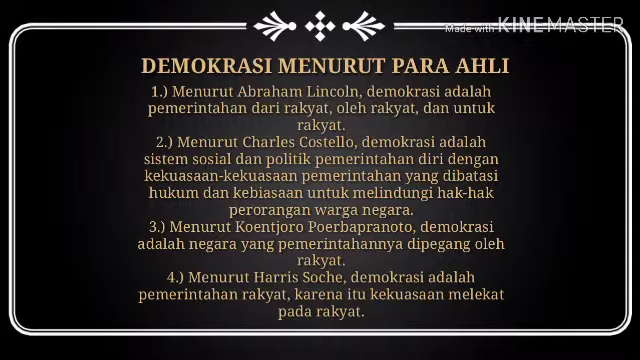 Made with KINEMASTER
DEMOKRASI MENURUT PARA AHLI
1.) Menurut Abraham Lincoln, demokrasi adalah
pemerintahan dari rakyat, oleh rakyat, dan untuk
rakyat.
2.) Menurut Charles Costello, demokrasi adalah
sistem sosial dan politik pemerintahan diri dengan
kekuasaan-kekuasaan pemerintahan yang dibatasi
hukum dan kebiasaan untuk melindungi hak-hak
perorangan warga negara.
3.) Menurut Koentjoro Poerbapranoto, demokrasi
adalah negara yang pemerintahannya dipegang oleh
rakyat.
4.) Menurut Harris Soche, demokrasi adalah
pemerintahan rakyat, karena itu kekuasaan melekat
pada rakyat.